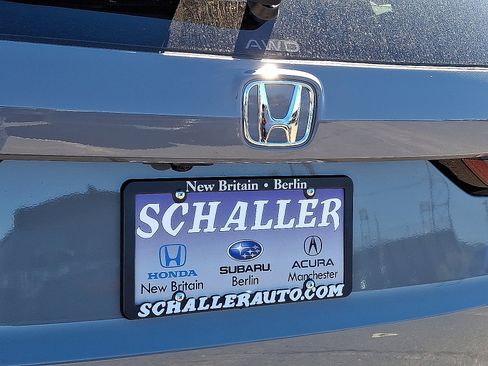 AWD
New Britain • Berlin
SCHALLER
HONDA SUBARU. ACURA
New Britain Berlin Manchester
SCHALLERAUTO.COM